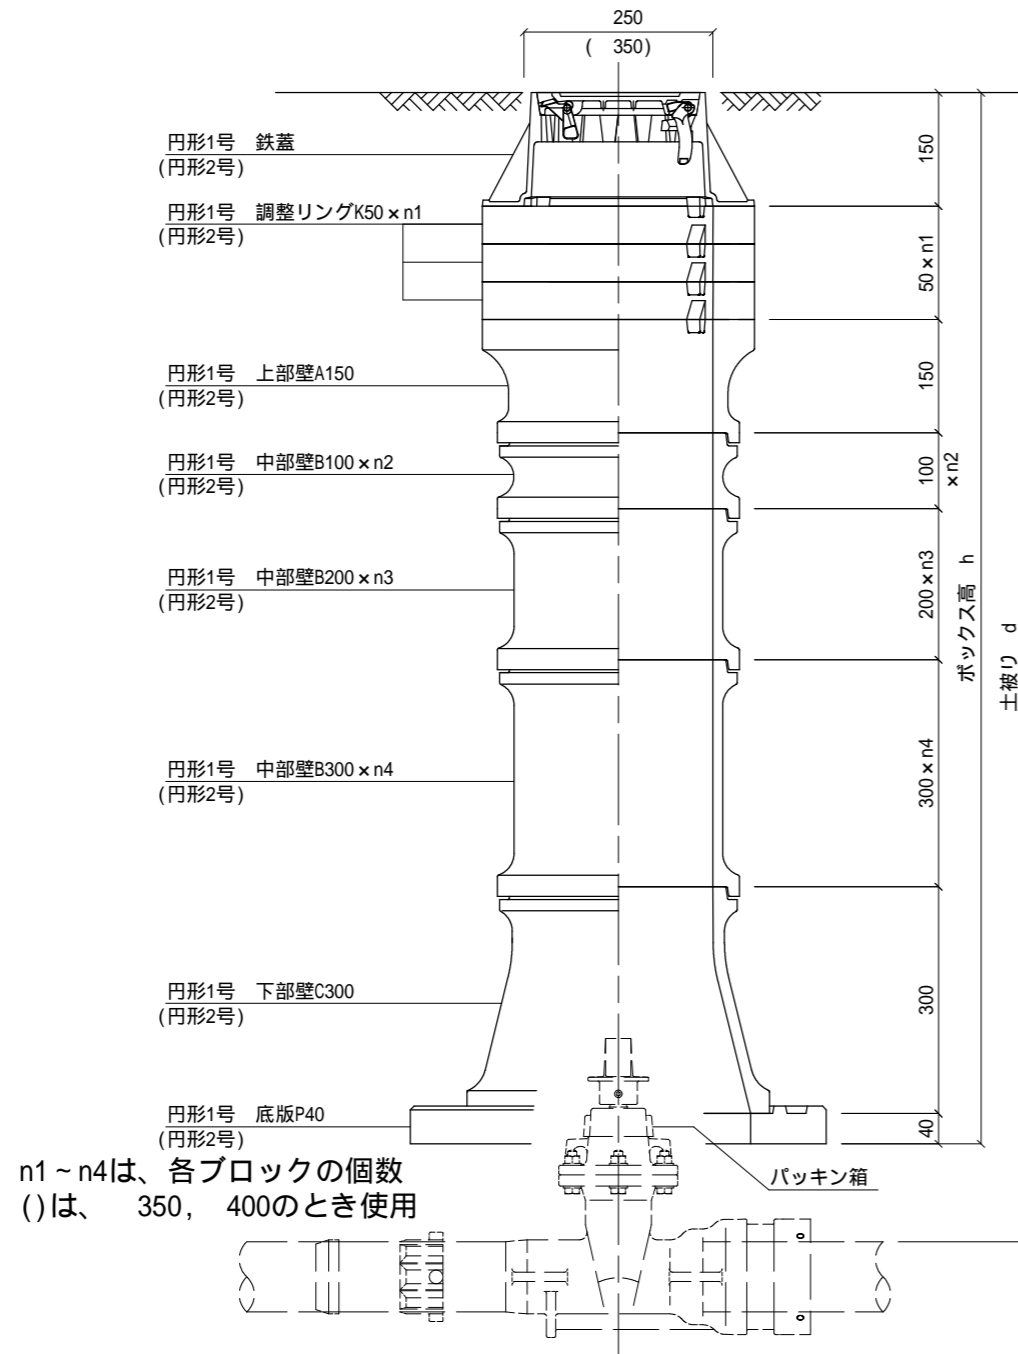 250
( 350)
円形1号 鉄蓋
(円形2号)
円形1号 調整リングK50×n1
(円形2号)
円形1号 上部壁A150
(円形2号)
円形1号 中部壁B100×n2
(円形2号)
円形1号 中部壁B200×n3
(円形2号)
円形1号 中部壁B300×n4
(円形2号)
円形1号 下部壁C300
(円形2号)
円形1号 底版P40
(円形2号)
150
50×n1
150
100
×n2
200×n3
300×n4
300
40
ボックス高 h
土被り d
パッキン箱
n1~n4は、各ブロックの個数
()は、 350, 400のとき使用